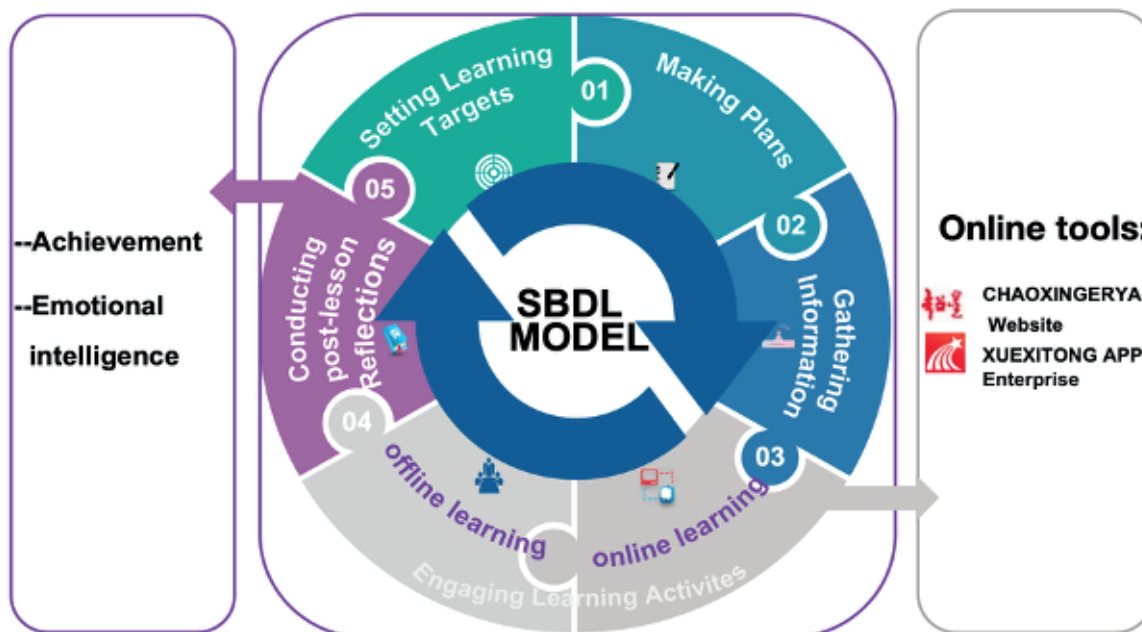 --Achievement
--Emotional
intelligence
Setting Learning
Targets
01
Making Plans
02
Gathering
Information
03
online learning
offline learning
Engaging Learning Activites
04
Conducting
post-lesson
Reflections
05
SBDL
MODEL
Online tools:
CHAOXINGERYA
Website
XUEXITONG APP
Enterprise